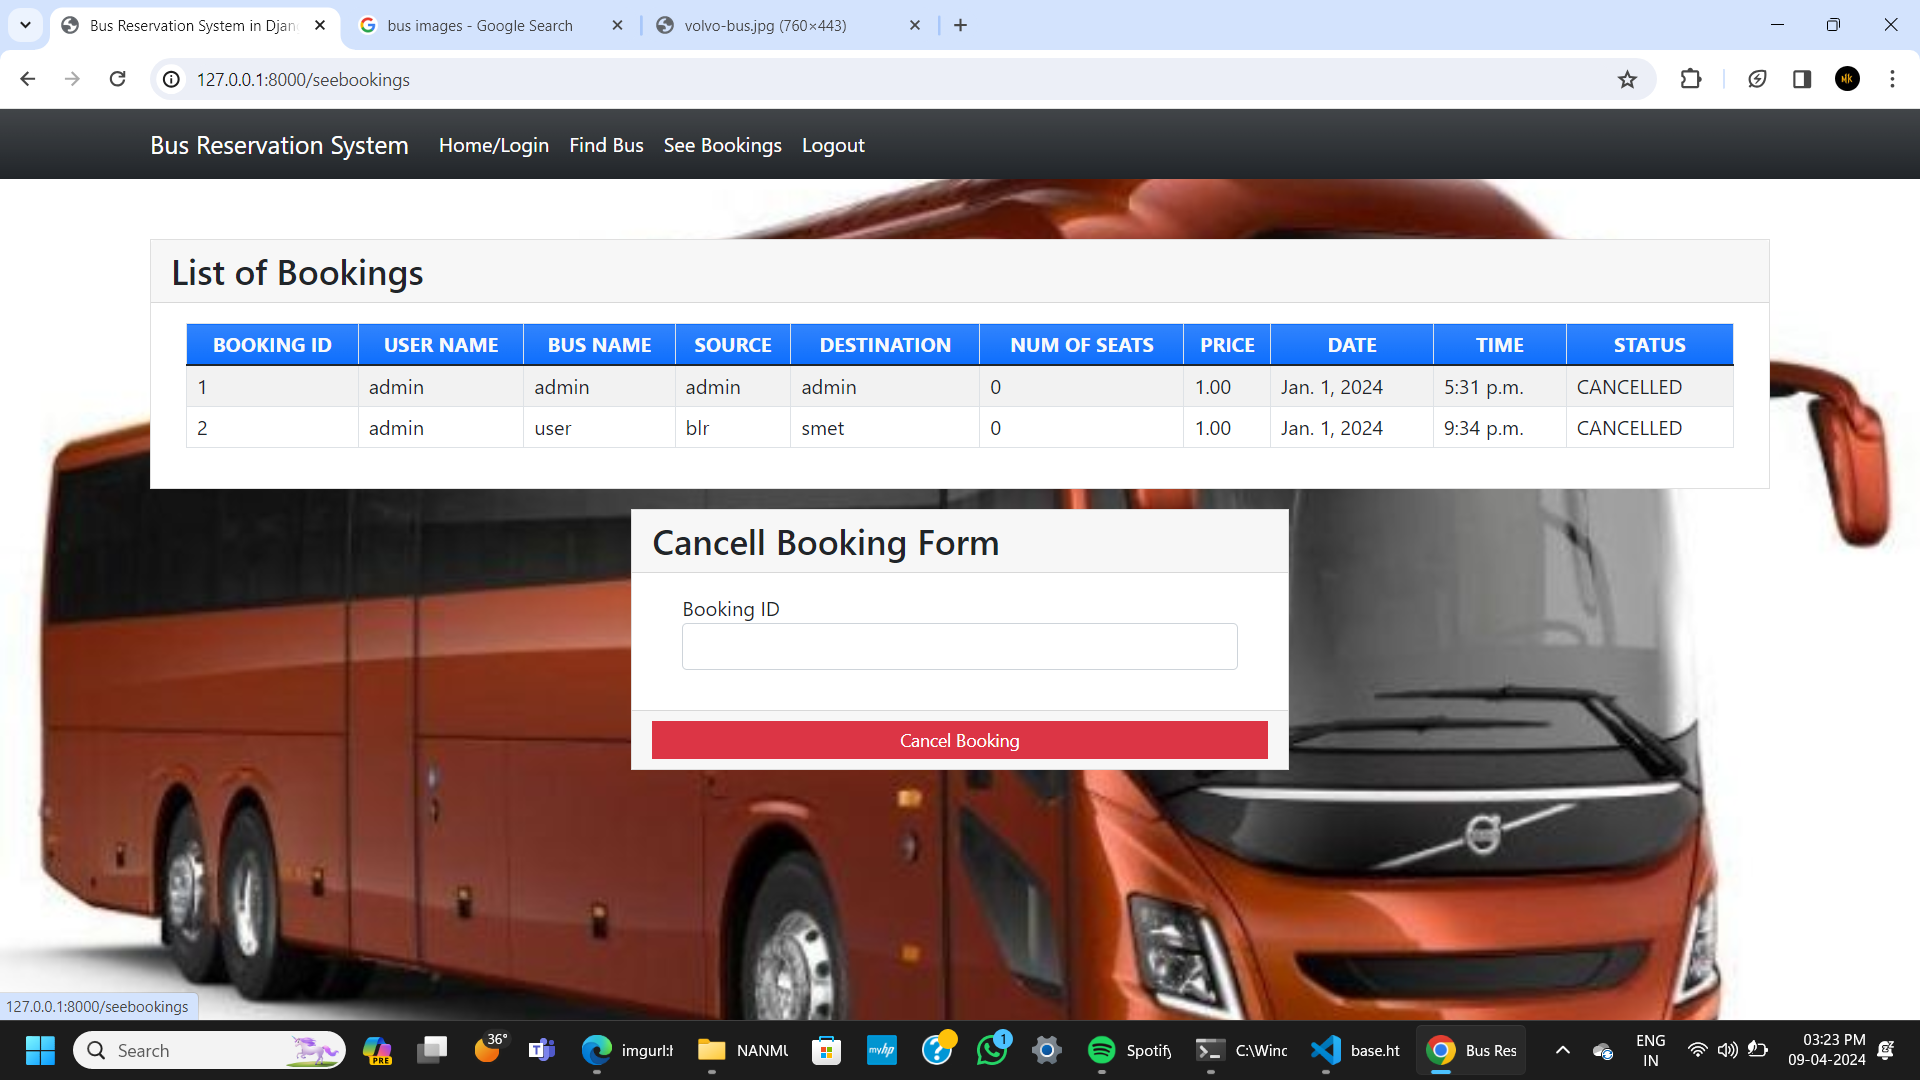 Bus Reservation System in Djan
bus images - Google Search
volvo-bus.jpg (760×443)
127.0.0.1:8000/seebookings
Bus Reservation System
Home/Login
Find Bus
See Bookings
Logout
List of Bookings
BOOKING ID USER NAME BUS NAME SOURCE DESTINATION NUM OF SEATS PRICE DATE TIME STATUS
1 admin admin admin admin 0 1.00 Jan. 1, 2024 5:31 p.m. CANCELLED
2 admin user blr smet 0 1.00 Jan. 1, 2024 9:34 p.m. CANCELLED
Cancell Booking Form
Booking ID
Cancel Booking
127.0.0.1:8000/seebookings
Search
PRE
36°
imgurl:h
NANMU
myhp
1
Spotify
C:\Winc
base.ht
Bus Res
ENG
IN
03:23 PM
09-04-2024